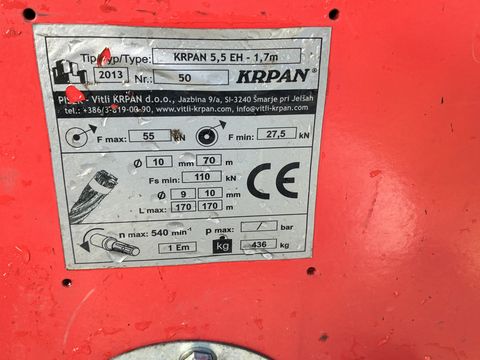 Tip/Typ/Type: KRPAN 5,5 EH - 1,7m
2013 Nr.: 50 KRPAN®
PIŠEK - Vitli KRPAN d.o.o., Jazbina 9/a, SI-3240 Šmarje pri Jelšah
www.vitli-krpan.com, info@vitli-krpan.com
F max: 55 kN F min: 27,5 kN
Ø 10 mm 70 m
Fs min: 110 kN
Ø 9 10 mm
L max: 170 170 m
CE
n max: 540 min⁻¹ p max: / bar
1 Em kg 436 kg